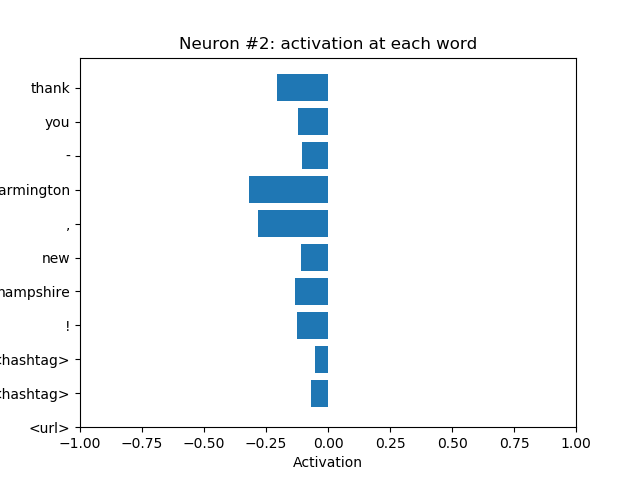 Neuron #2: activation at each word
thank
you
-
armington
,
new
hampshire
!
hashtag>
hashtag>
<url>
−1.00 −0.75 −0.50 −0.25 0.00 0.25 0.50 0.75 1.00
Activation